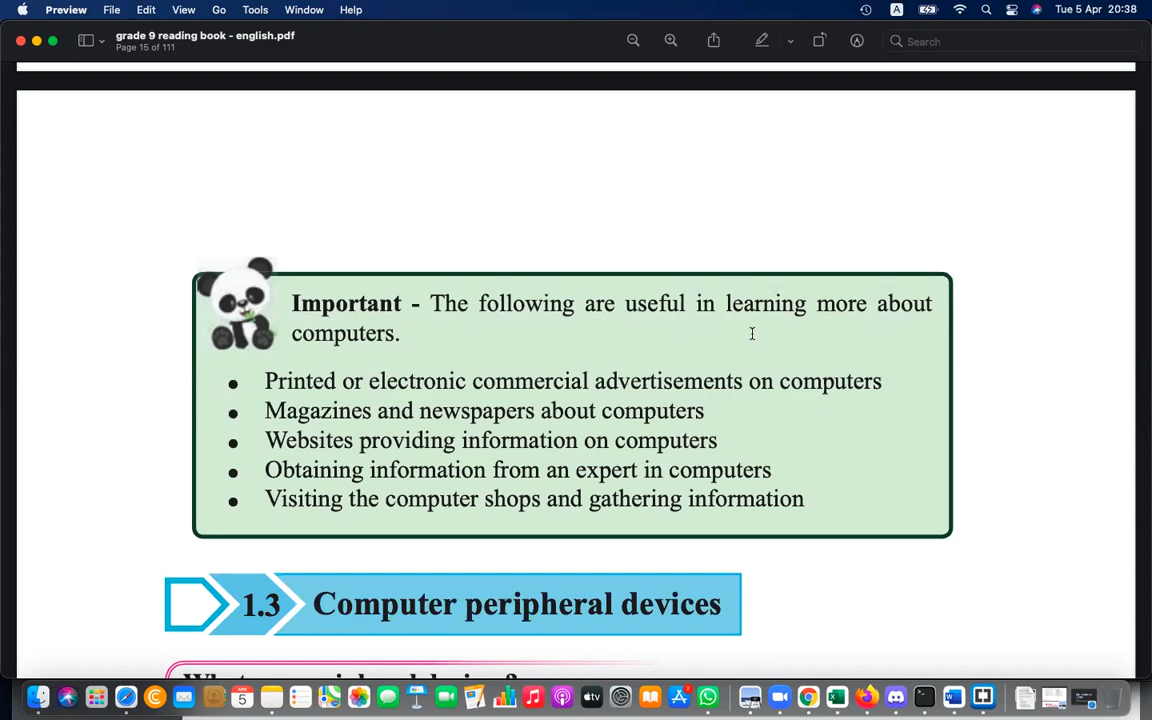 Preview File Edit View Go Tools Window Help A Tue 5 Apr 20:38
grade 9 reading book - english.pdf
Page 15 of 111
Search
Important - The following are useful in learning more about
computers.
● Printed or electronic commercial advertisements on computers
● Magazines and newspapers about computers
● Websites providing information on computers
● Obtaining information from an expert in computers
● Visiting the computer shops and gathering information
1.3 Computer peripheral devices
5
tv